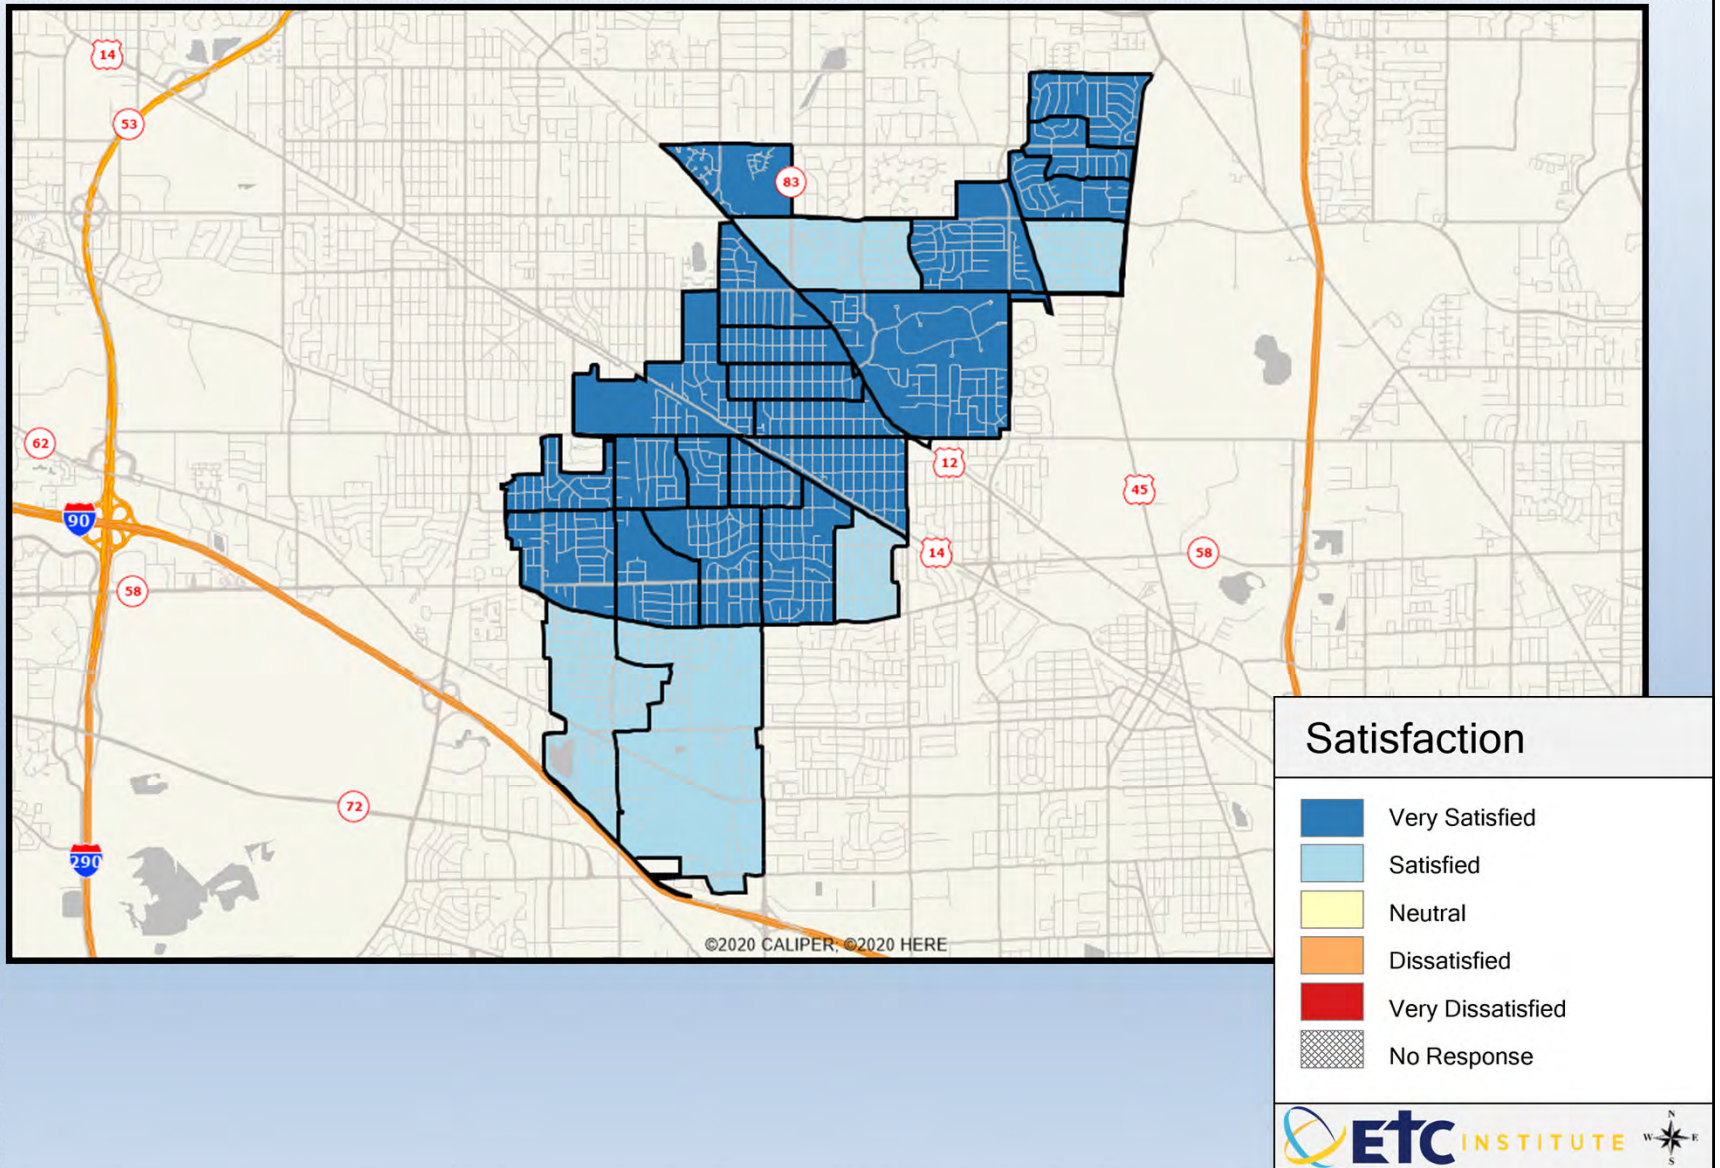 14
53
83
62
12
45
90
14
58
58
72
290
©2020 CALIPER; ©2020 HERE
Satisfaction
Very Satisfied
Satisfied
Neutral
Dissatisfied
Very Dissatisfied
No Response
ETC INSTITUTE
N
W E
S